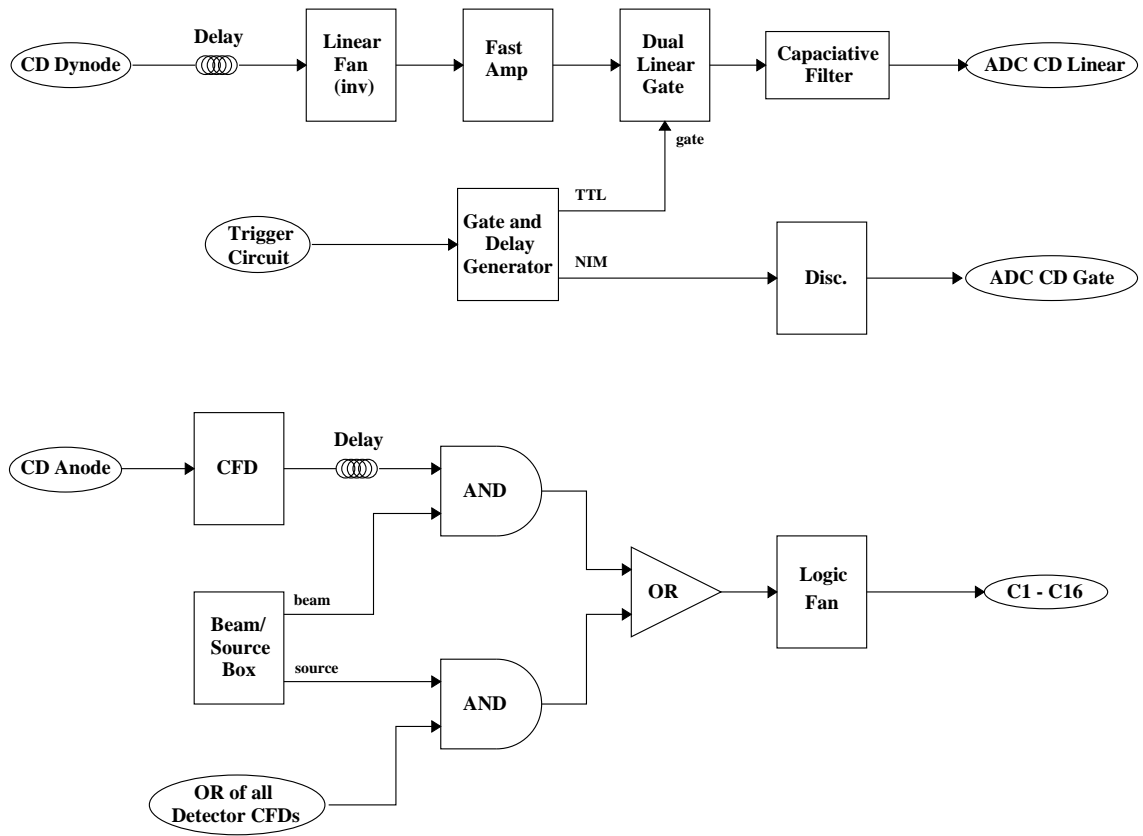 Delay
CD Dynode
Linear
Fan
(inv)
Fast
Amp
Dual
Linear
Gate
Capaciative
Filter
ADC CD Linear
gate
TTL
Trigger
Circuit
Gate and
Delay
Generator
NIM
Disc.
ADC CD Gate
Delay
CD Anode
CFD
AND
beam
Beam/
Source
Box
source
OR
Logic
Fan
C1 - C16
AND
OR of all
Detector CFDs